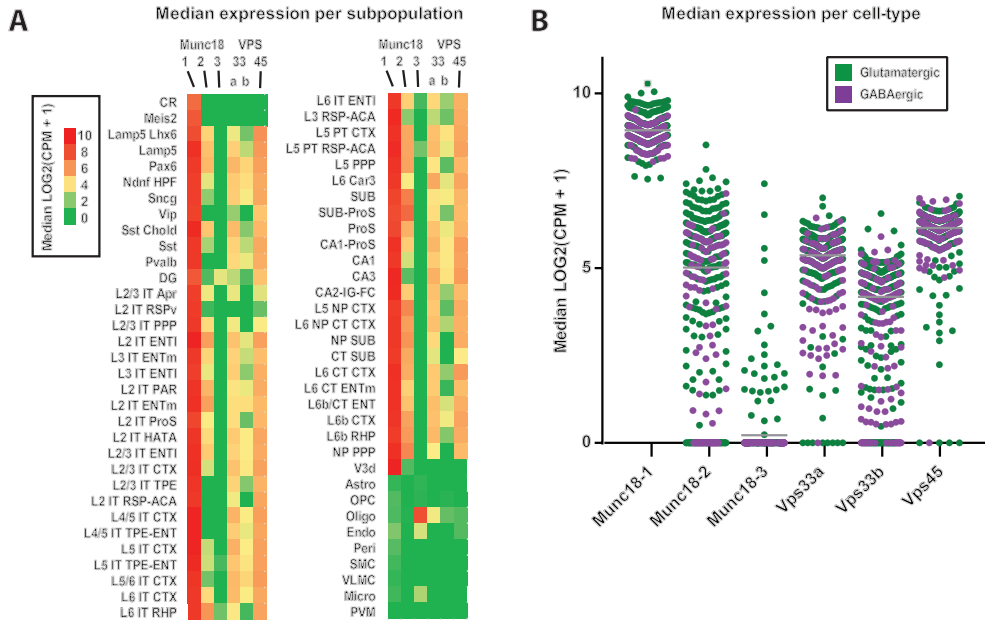 A
Median expression per subpopulation
Munc18 VPS
1 2 3 33 45
a b
Median LOG2(CPM + 1)
10
8
6
4
2
0
CR
Meis2
Lamp5 Lhx6
Lamp5
Pax6
Ndnf HPF
Sncg
Vip
Sst Chold
Sst
Pvalb
DG
L2/3 IT Apr
L2 IT RSPv
L2/3 IT PPP
L2 IT ENTl
L3 IT ENTm
L3 IT ENTl
L2 IT PAR
L2 IT ENTm
L2 IT ProS
L2 IT HATA
L2/3 IT ENTl
L2/3 IT CTX
L2/3 IT TPE
L2 IT RSP-ACA
L4/5 IT CTX
L4/5 IT TPE-ENT
L5 IT CTX
L5 IT TPE-ENT
L5/6 IT CTX
L6 IT CTX
L6 IT RHP
Munc18 VPS
1 2 3 33 45
a b
L6 IT ENTl
L3 RSP-ACA
L5 PT CTX
L5 PT RSP-ACA
L5 PPP
L6 Car3
SUB
SUB-ProS
ProS
CA1-ProS
CA1
CA3
CA2-IG-FC
L5 NP CTX
L6 NP CT CTX
NP SUB
CT SUB
L6 CT CTX
L6 CT ENTm
L6b/CT ENT
L6b CTX
L6b RHP
NP PPP
V3d
Astro
OPC
Oligo
Endo
Peri
SMC
VLMC
Micro
PVM
B
Median expression per cell-type
Glutamatergic
GABAergic
Median LOG2(CPM + 1)
10
5
0
Munc18-1
Munc18-2
Munc18-3
Vps33a
Vps33b
Vps45